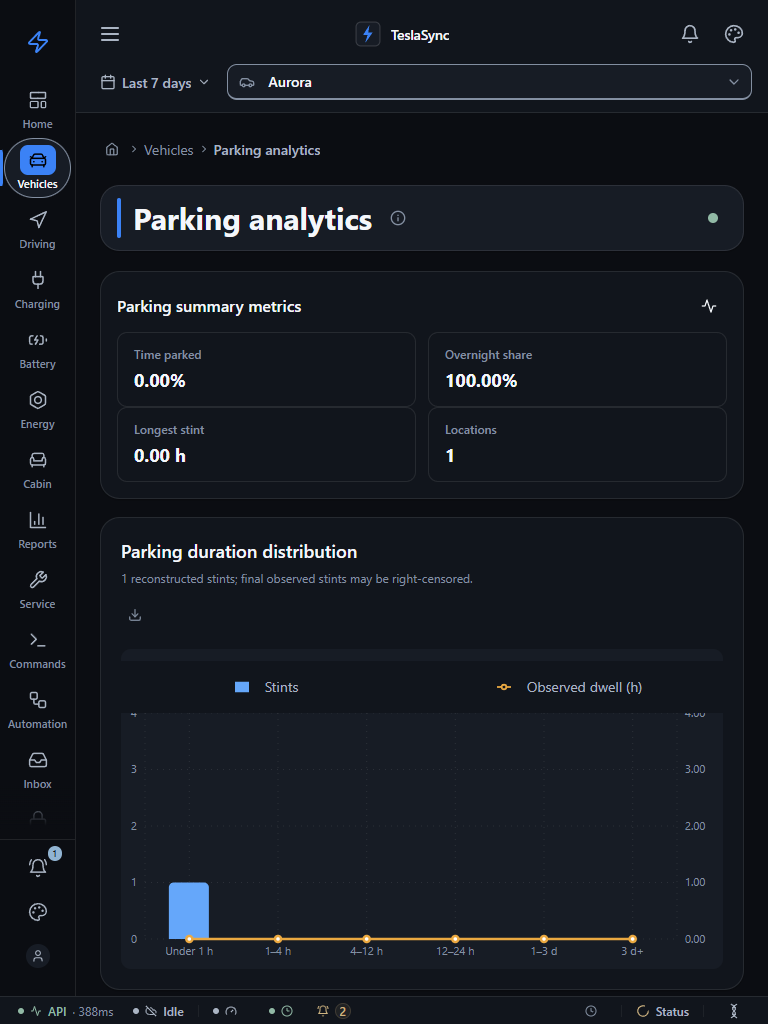 TeslaSync
Last 7 days
Aurora
Home
Vehicles
Driving
Charging
Battery
Energy
Cabin
Reports
Service
Commands
Automation
Inbox
1
Vehicles
Parking analytics
Parking analytics
Parking summary metrics
Time parked
0.00%
Overnight share
100.00%
Longest stint
0.00 h
Locations
1
Parking duration distribution
1 reconstructed stints; final observed stints may be right-censored.
Stints
Observed dwell (h)
4 4.00
3 3.00
2 2.00
1 1.00
0 0.00
Under 1 h 1–4 h 4–12 h 12–24 h 1–3 d 3 d+
API · 388ms Idle 2 Status